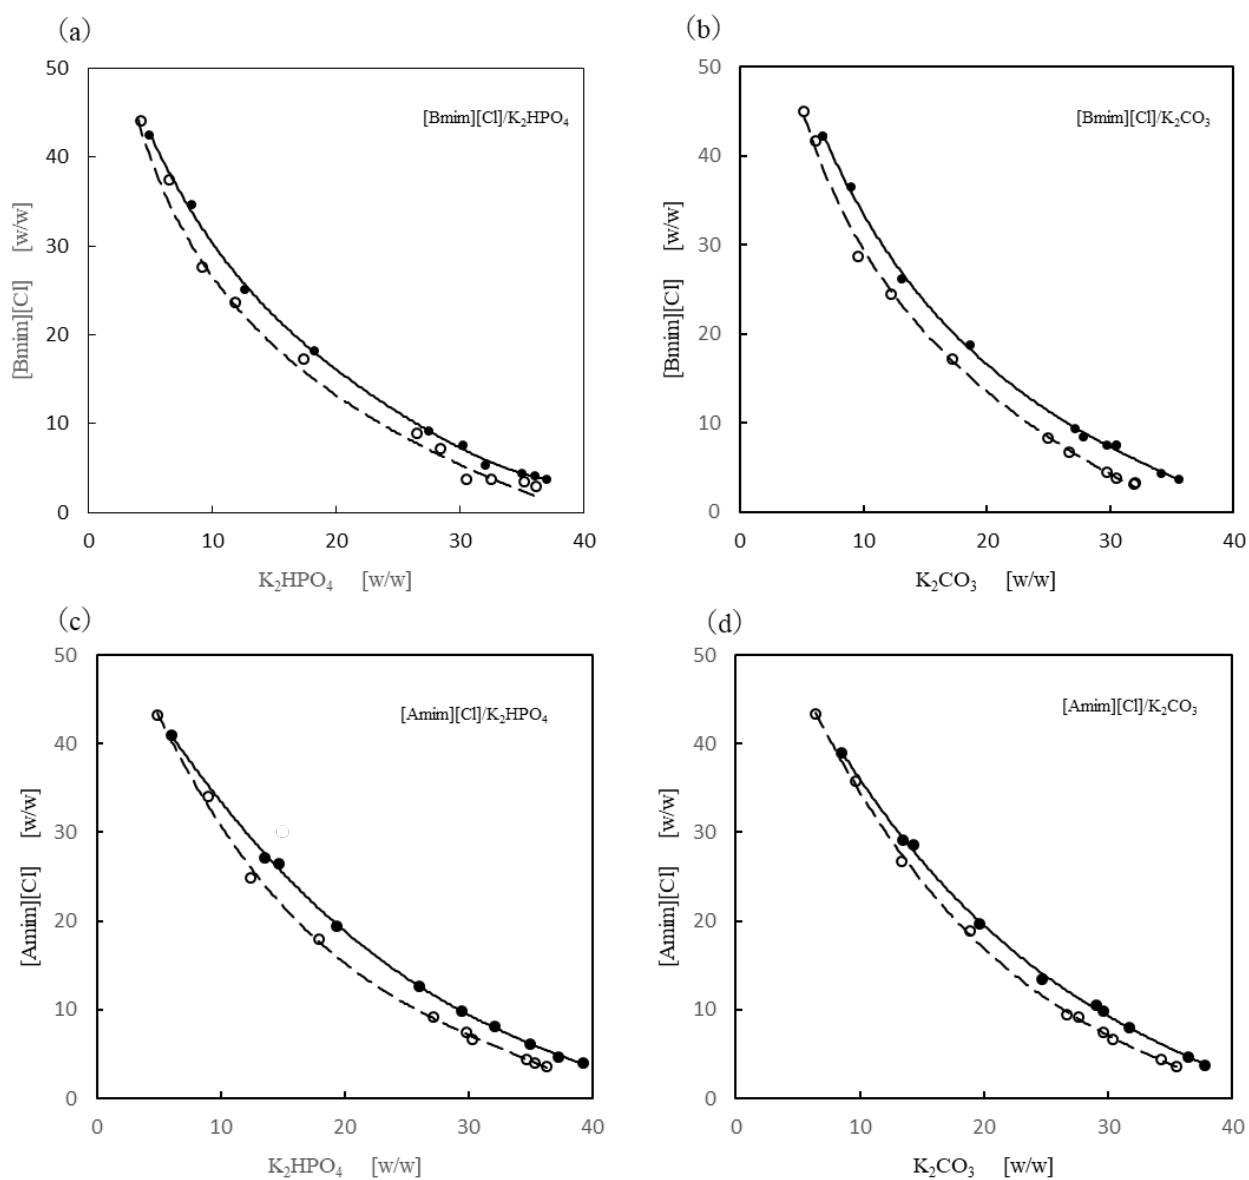 (a)
50
40
30
20
10
0
[Bmim][Cl] [w/w]
[Bmim][Cl]/K₂HPO₄
0 10 20 30 40
K₂HPO₄ [w/w]
(b)
50
40
30
20
10
0
[Bmim][Cl] [w/w]
[Bmim][Cl]/K₂CO₃
0 10 20 30 40
K₂CO₃ [w/w]
(c)
50
40
30
20
10
0
[Amim][Cl] [w/w]
[Amim][Cl]/K₂HPO₄
0 10 20 30 40
K₂HPO₄ [w/w]
(d)
50
40
30
20
10
0
[Amim][Cl] [w/w]
[Amim][Cl]/K₂CO₃
0 10 20 30 40
K₂CO₃ [w/w]